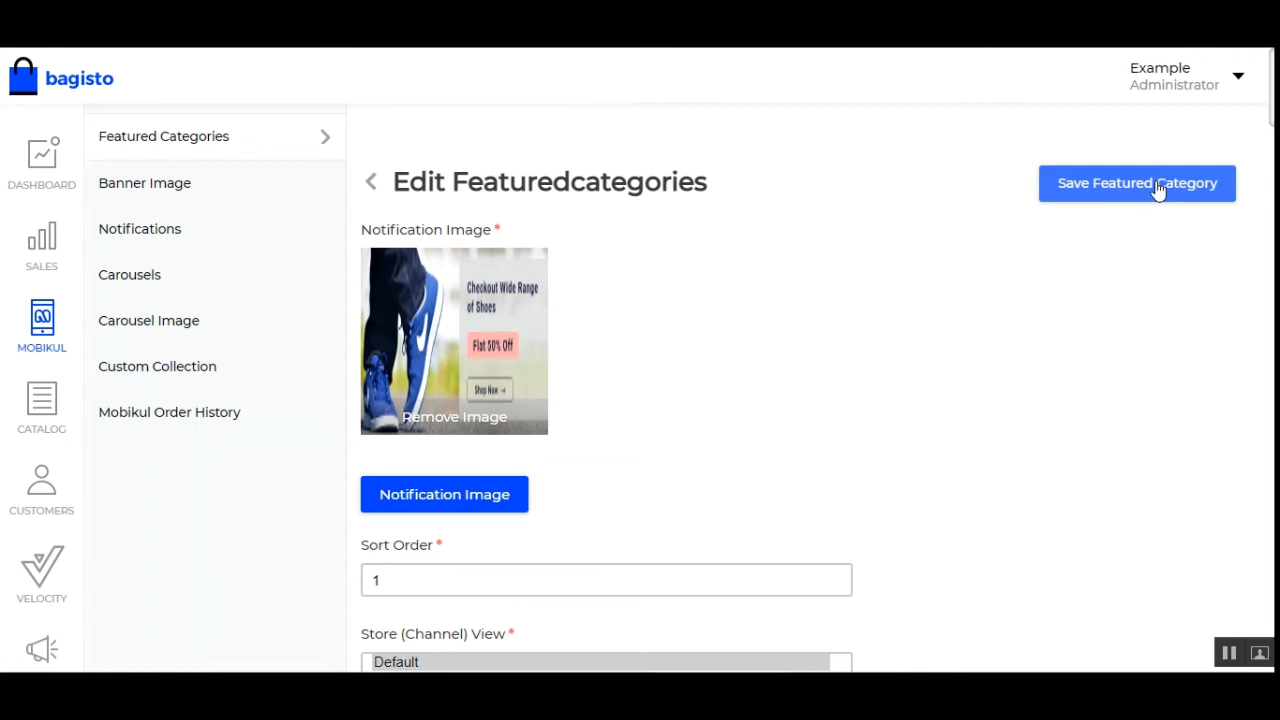 bagisto
Example
Administrator
DASHBOARD
SALES
MOBIKUL
CATALOG
CUSTOMERS
VELOCITY
Featured Categories
Banner Image
Notifications
Carousels
Carousel Image
Custom Collection
Mobikul Order History
Edit Featuredcategories
Save Featured Category
Notification Image *
Checkout Wide Range
of Shoes
Flat 50% Off
Shop Now →
Remove Image
Notification Image
Sort Order *
1
Store (Channel) View *
Default